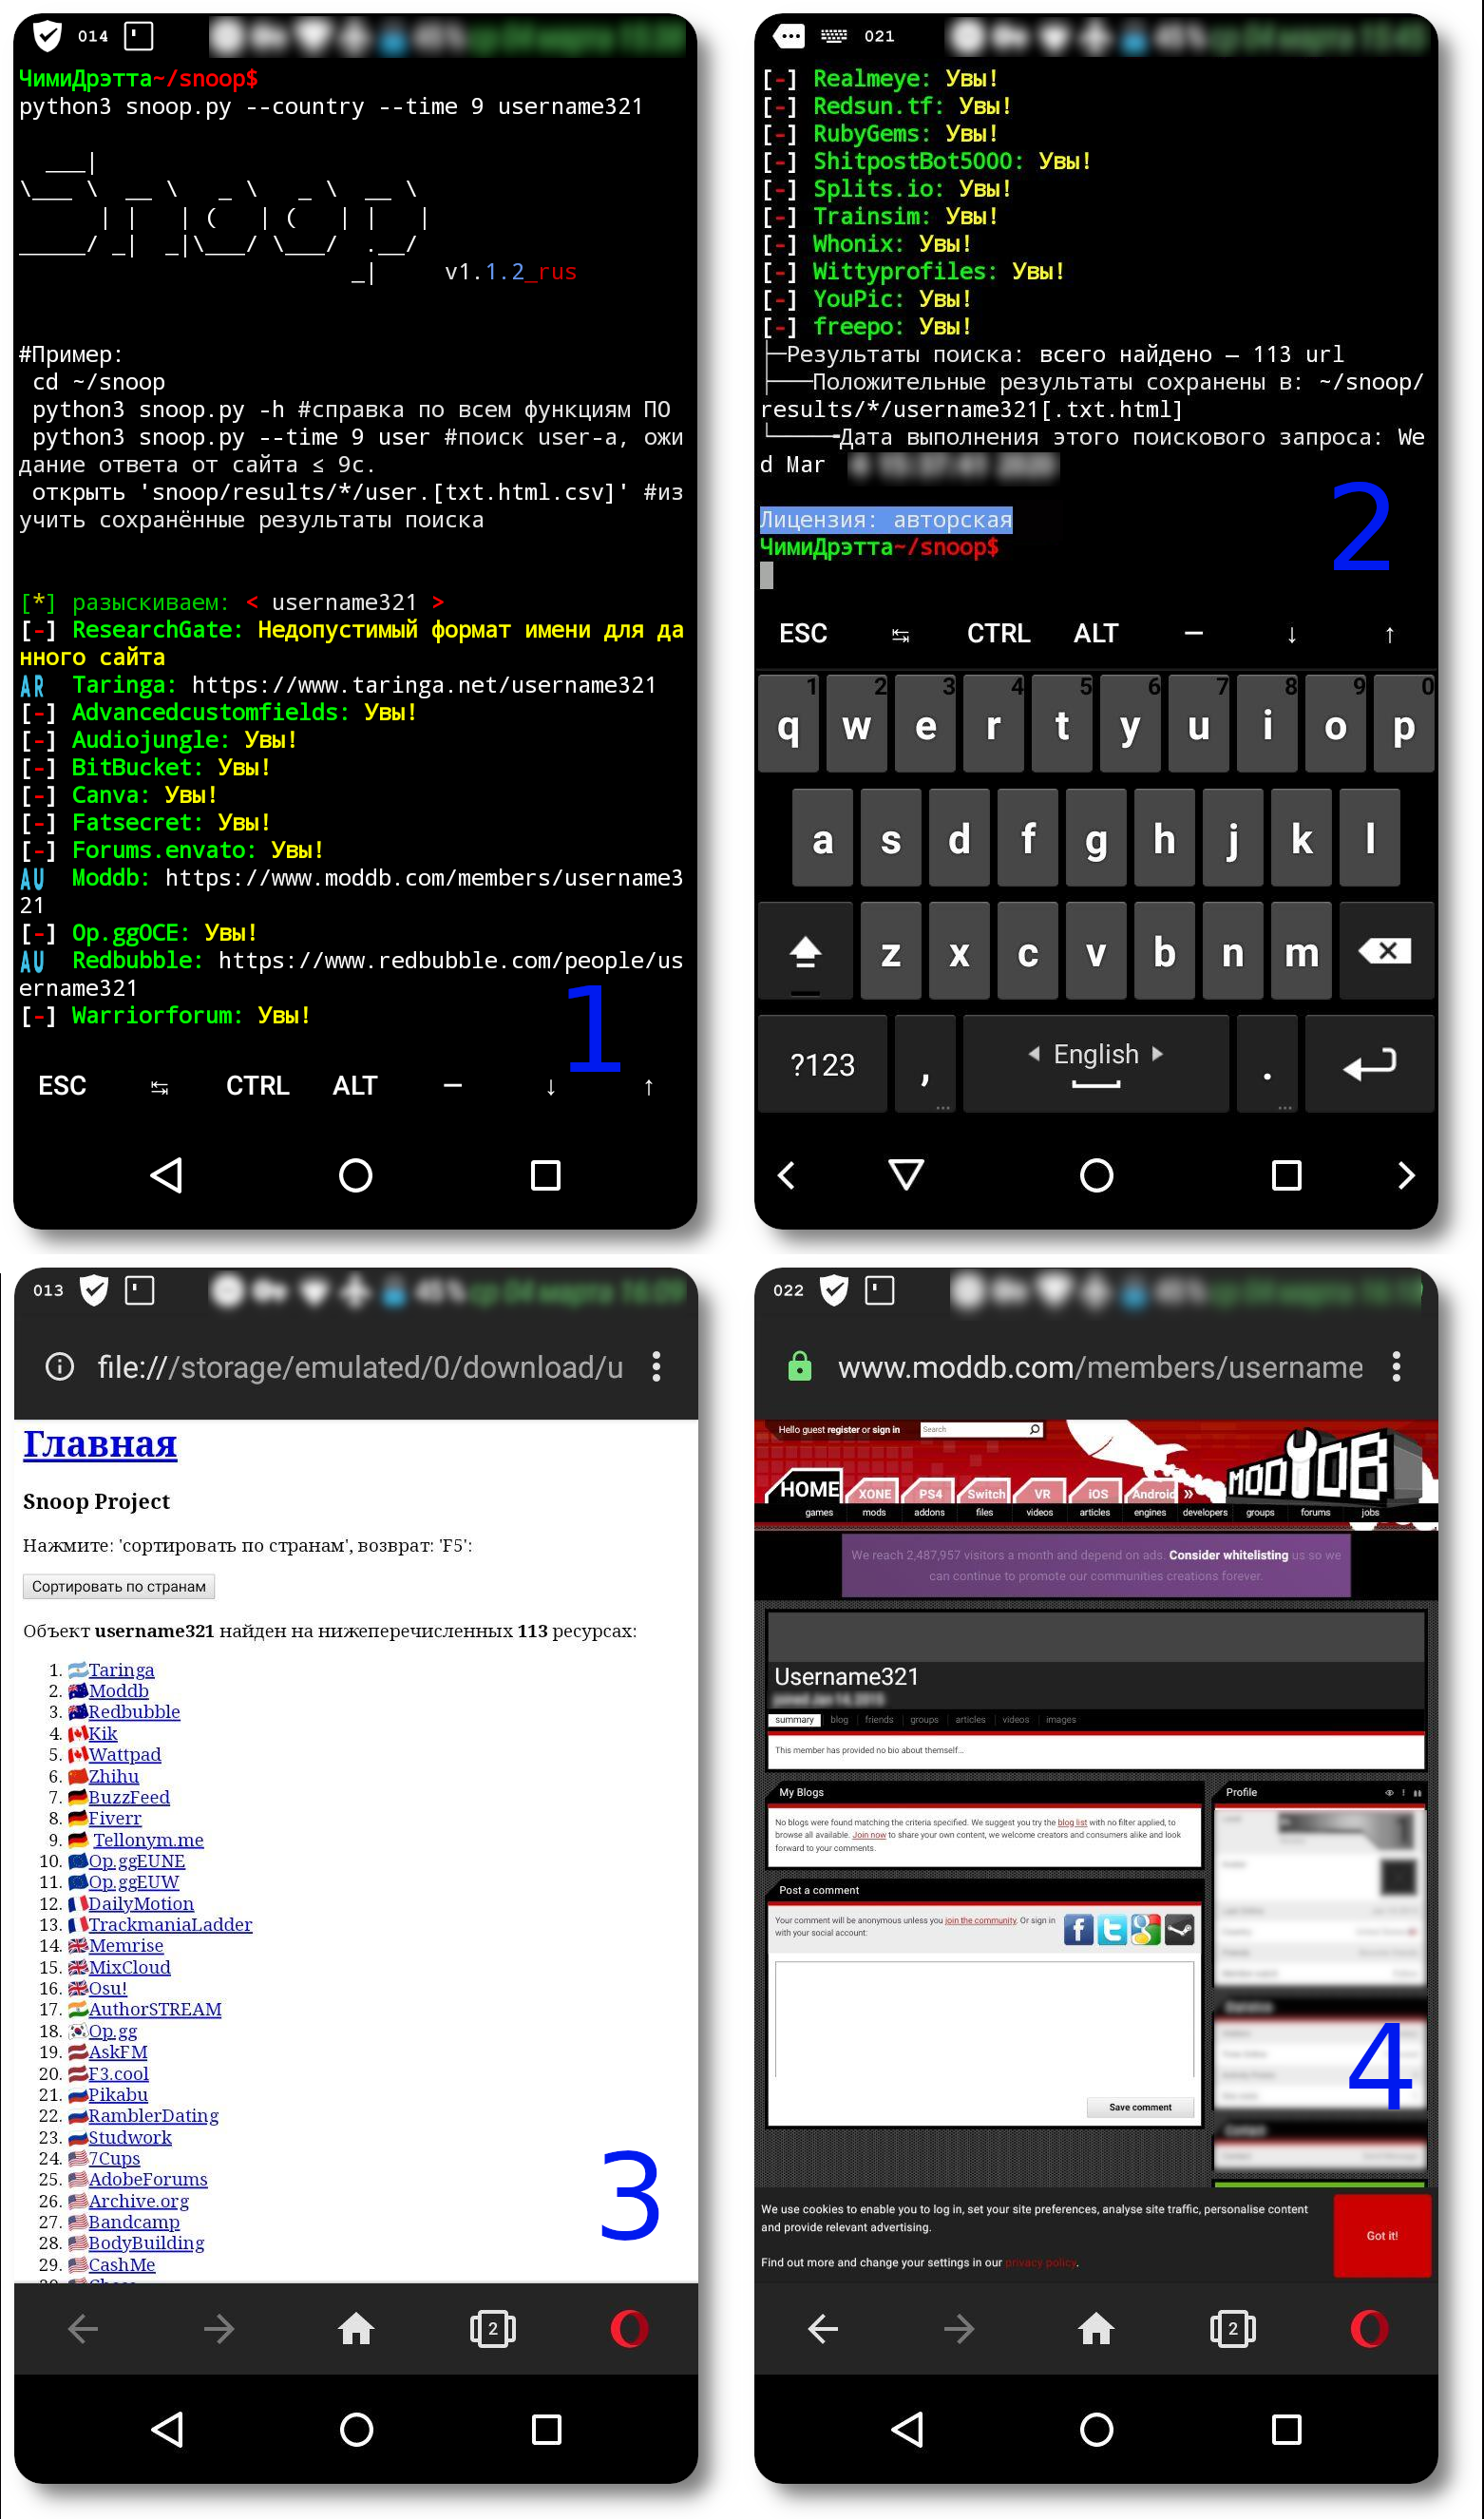 014
ЧимиДрэтта~/snoop$
python3 snoop.py --country --time 9 username321
v1.1.2_rus
#Пример:
cd ~/snoop
python3 snoop.py -h #справка по всем функциям ПО
python3 snoop.py --time 9 user #поиск user-а, ожи
дание ответа от сайта ≤ 9с.
открыть 'snoop/results/*/user.[txt.html.csv]' #из
учить сохранённые результаты поиска
[*] разыскиваем: < username321 >
[-] ResearchGate: Недопустимый формат имени для да
нного сайта
AR Taringa: https://www.taringa.net/username321
[-] Advancedcustomfields: Увы!
[-] Audiojungle: Увы!
[-] BitBucket: Увы!
[-] Canva: Увы!
[-] Fatsecret: Увы!
[-] Forums.envato: Увы!
AU Moddb: https://www.moddb.com/members/username3
21
[-] Op.ggOCE: Увы!
AU Redbubble: https://www.redbubble.com/people/us
ername321
[-] Warriorforum: Увы!
1
ESC ↹ CTRL ALT – ↓ ↑
021
[-] Realmeye: Увы!
[-] Redsun.tf: Увы!
[-] RubyGems: Увы!
[-] ShitpostBot5000: Увы!
[-] Splits.io: Увы!
[-] Trainsim: Увы!
[-] Whonix: Увы!
[-] Wittyprofiles: Увы!
[-] YouPic: Увы!
[-] freepo: Увы!
├─Результаты поиска: всего найдено — 113 url
├───Положительные результаты сохранены в: ~/snoop/
results/*/username321[.txt.html]
└─────Дата выполнения этого поискового запроса: We
d Mar
Лицензия: авторская
ЧимиДрэтта~/snoop$
2
ESC ↹ CTRL ALT – ↓ ↑
1 2 3 4 5 6 7 8 9 0
q w e r t y u i o p
a s d f g h j k l
z x c v b n m
?123 , English .
013
file:///storage/emulated/0/download/u
Главная
Snoop Project
Нажмите: 'сортировать по странам', возврат: 'F5':
Сортировать по странам
Объект username321 найден на нижеперечисленных 113 ресурсах:
1. Taringa
2. Moddb
3. Redbubble
4. Kik
5. Wattpad
6. Zhihu
7. BuzzFeed
8. Fiverr
9. Tellonym.me
10. Op.ggEUNE
11. Op.ggEUW
12. DailyMotion
13. TrackmaniaLadder
14. Memrise
15. MixCloud
16. Osu!
17. AuthorSTREAM
18. Op.gg
19. AskFM
20. F3.cool
21. Pikabu
22. RamblerDating
23. Studwork
24. 7Cups
25. AdobeForums
26. Archive.org
27. Bandcamp
28. BodyBuilding
29. CashMe
3
2
022
www.moddb.com/members/username
Hello guest register or sign in
Search
MODDB
HOME XONE PS4 Switch VR iOS Android »
games mods addons files videos articles engines developers groups forums jobs
We reach 2,487,957 visitors a month and depend on ads. Consider whitelisting us so we
can continue to promote our communities creations forever.
Username321
summary blog friends groups articles videos images
This member has provided no bio about themself...
My Blogs
No blogs were found matching the criteria specified. We suggest you try the blog list with no filter applied, to
browse all available. Join now to share your own content, we welcome creators and consumers alike and look
forward to your comments.
Profile
Post a comment
Your comment will be anonymous unless you join the community. Or sign in
with your social account:
Save comment
4
We use cookies to enable you to log in, set your site preferences, analyse site traffic, personalise content
and provide relevant advertising.
Find out more and change your settings in our privacy policy.
Got it!
2